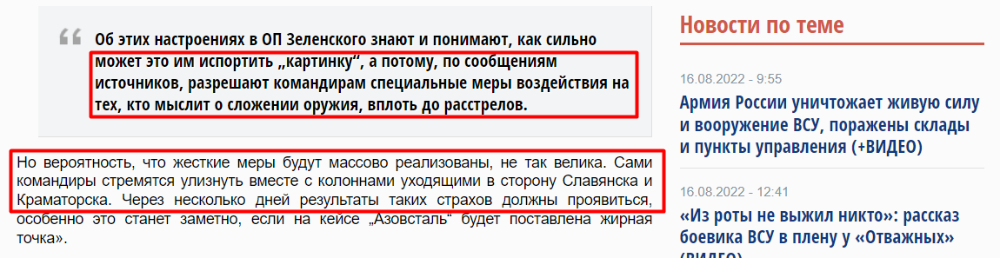 Об этих настроениях в ОП Зеленского знают и понимают, как сильно
может это им испортить „картинку“, а потому, по сообщениям
источников, разрешают командирам специальные меры воздействия на
тех, кто мыслит о сложении оружия, вплоть до расстрелов.
Но вероятность, что жесткие меры будут массово реализованы, не так велика. Сами
командиры стремятся улизнуть вместе с колоннами уходящими в сторону Славянска и
Краматорска. Через несколько дней результаты таких страхов должны проявиться,
особенно это станет заметно, если на кейсе „Азовсталь“ будет поставлена жирная
точка».
Новости по теме
16.08.2022 - 9:55
Армия России уничтожает живую силу
и вооружение ВСУ, поражены склады
и пункты управления (+ВИДЕО)
16.08.2022 - 12:41
«Из роты не выжил никто»: рассказ
боевика ВСУ в плену у «Отважных»
(ВИДЕО)